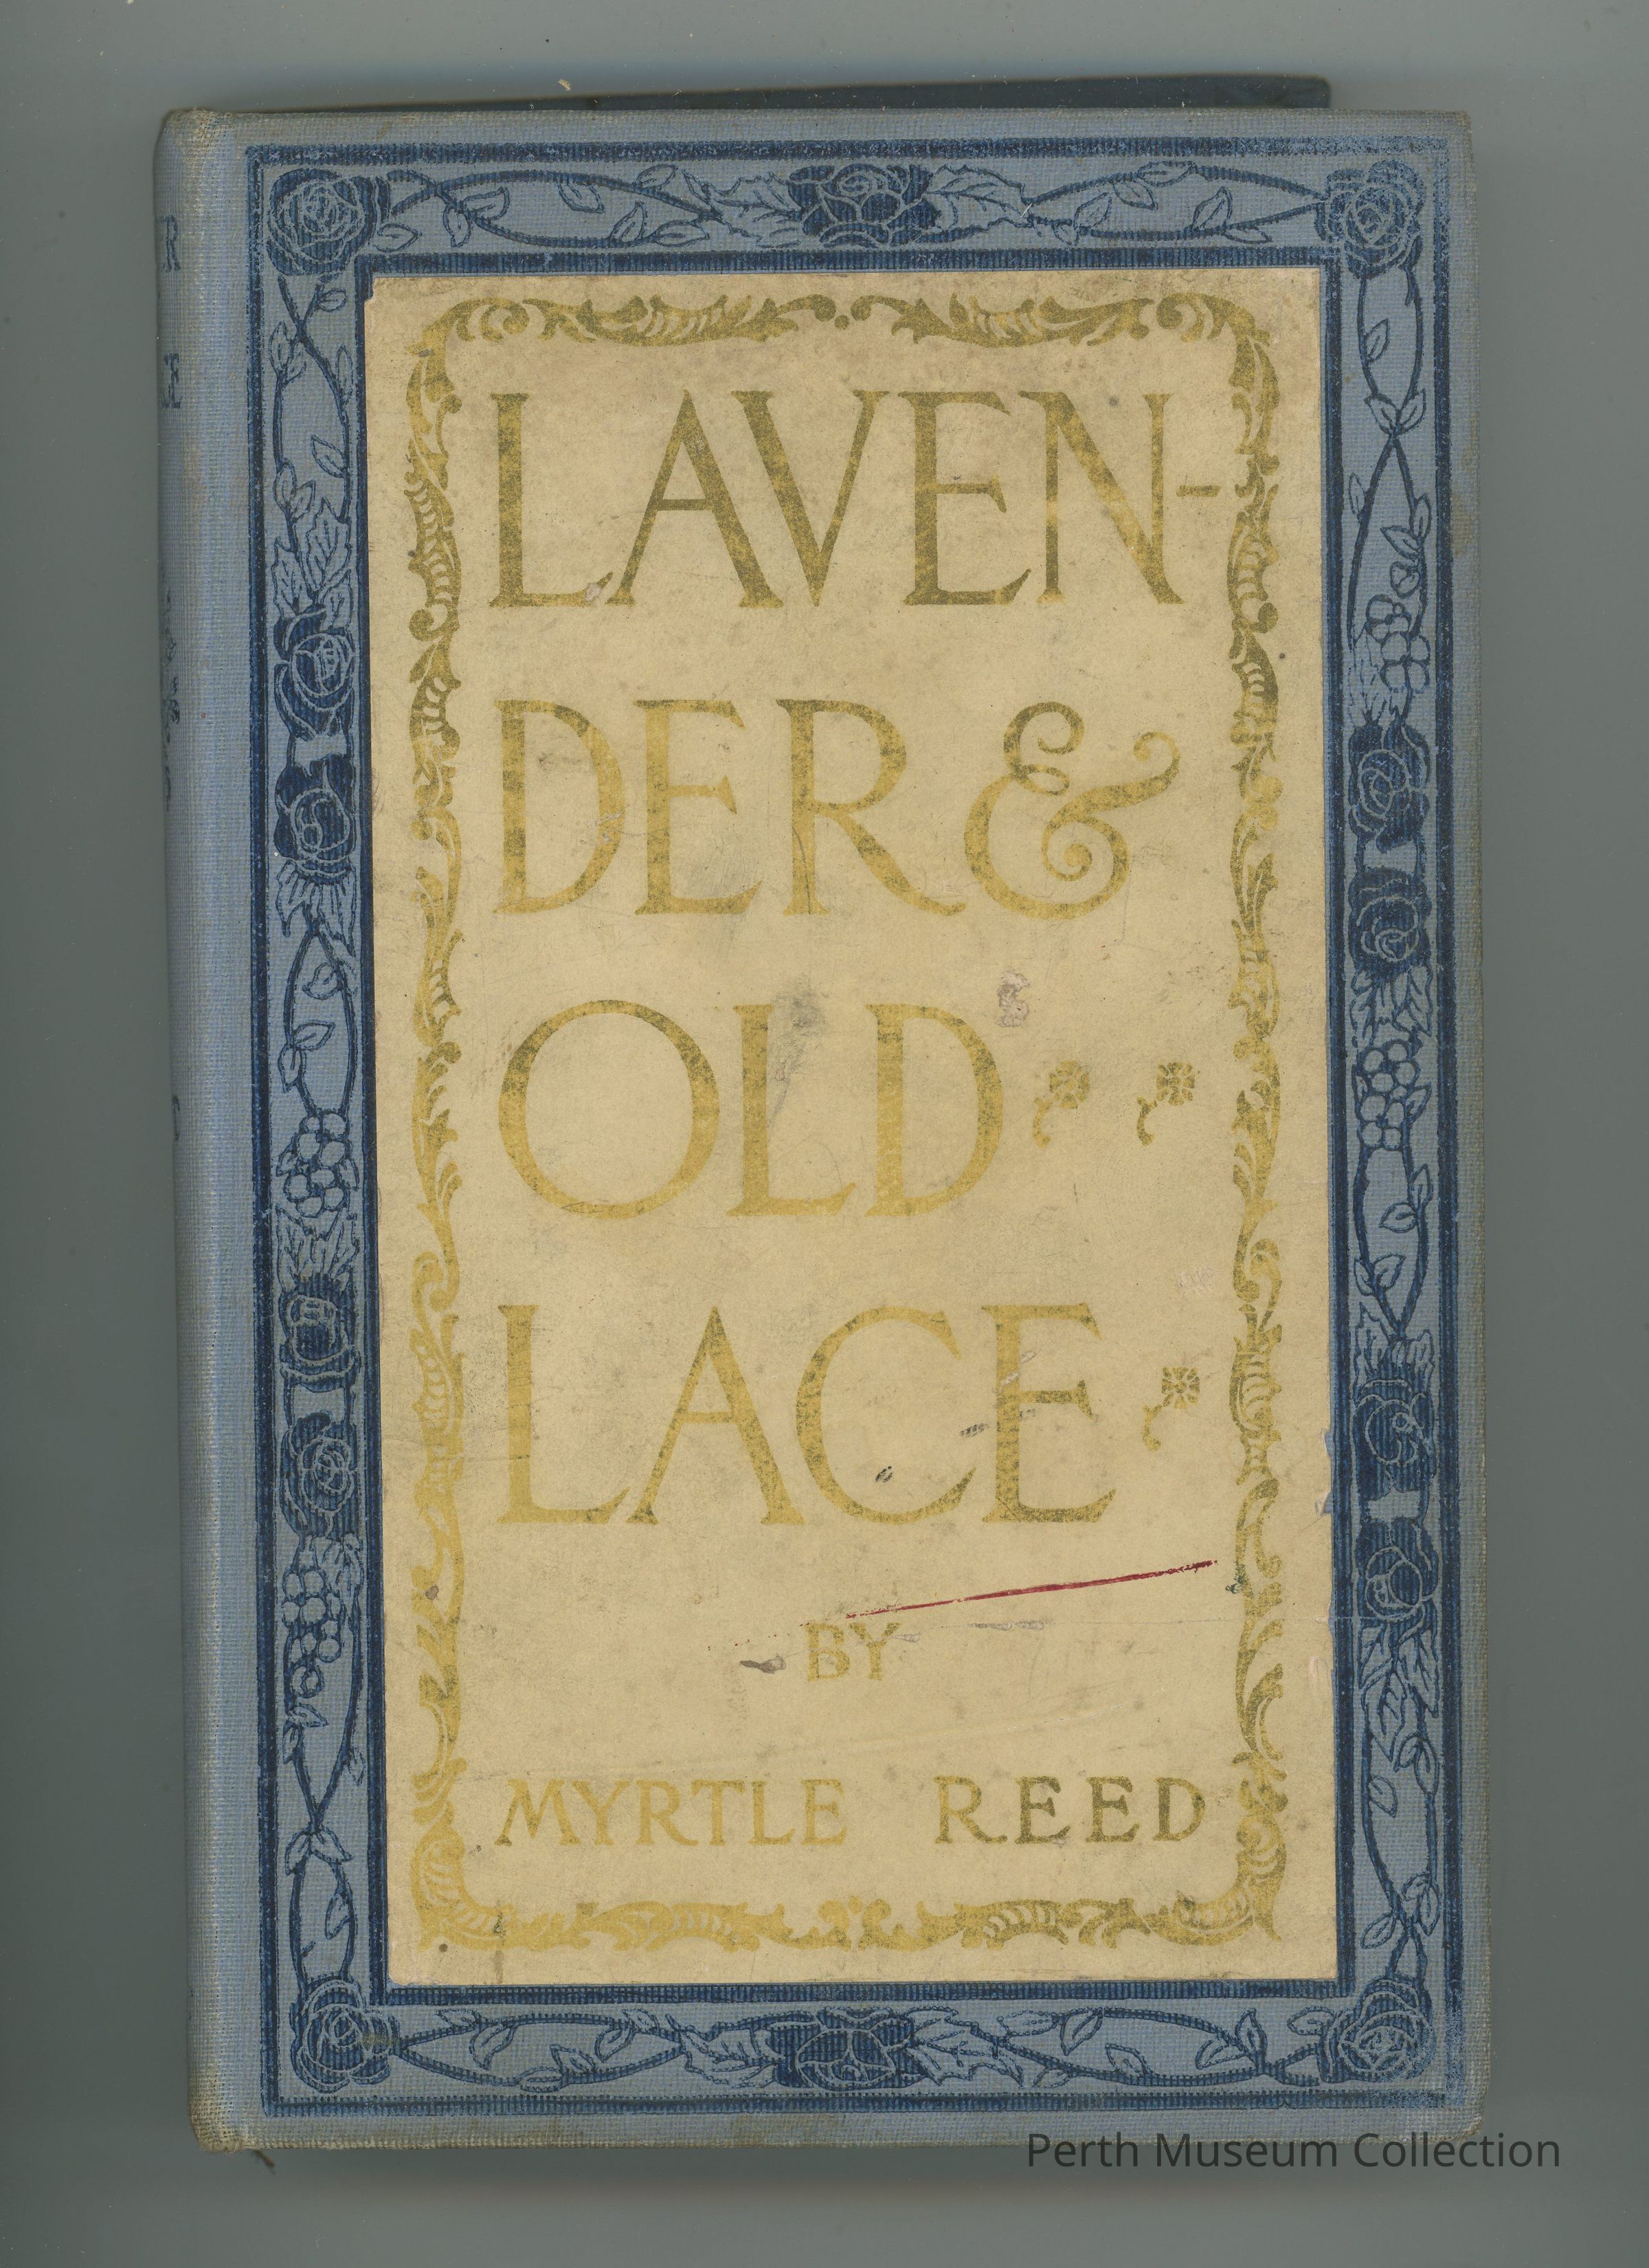 LAVEN-
DER &
OLD
LACE
BY
MYRTLE REED
Perth Museum Collection